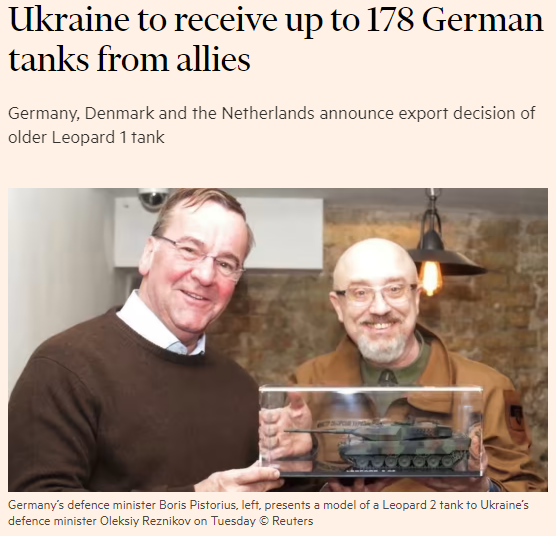 Ukraine to receive up to 178 German
tanks from allies
Germany, Denmark and the Netherlands announce export decision of
older Leopard 1 tank
Germany’s defence minister Boris Pistorius, left, presents a model of a Leopard 2 tank to Ukraine’s
defence minister Oleksiy Reznikov on Tuesday © Reuters